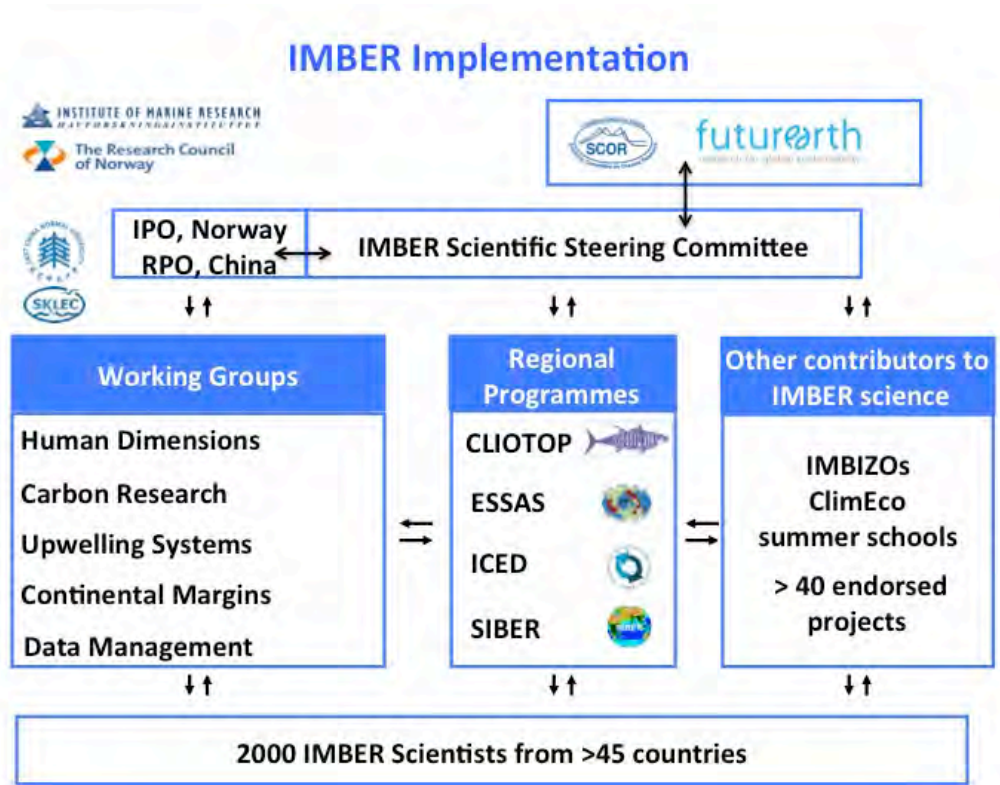 IMBER Implementation
INSTITUTE OF MARINE RESEARCH
HAVFORSKNINGSINSTITUTTET
The Research Council
of Norway
SCOR
futurearth
IPO, Norway
RPO, China
IMBER Scientific Steering Committee
SKLEC
Working Groups
Human Dimensions
Carbon Research
Upwelling Systems
Continental Margins
Data Management
Regional
Programmes
CLIOTOP
ESSAS
ICED
SIBER
Other contributors to
IMBER science
IMBIZOs
ClimEco
summer schools
> 40 endorsed
projects
2000 IMBER Scientists from >45 countries